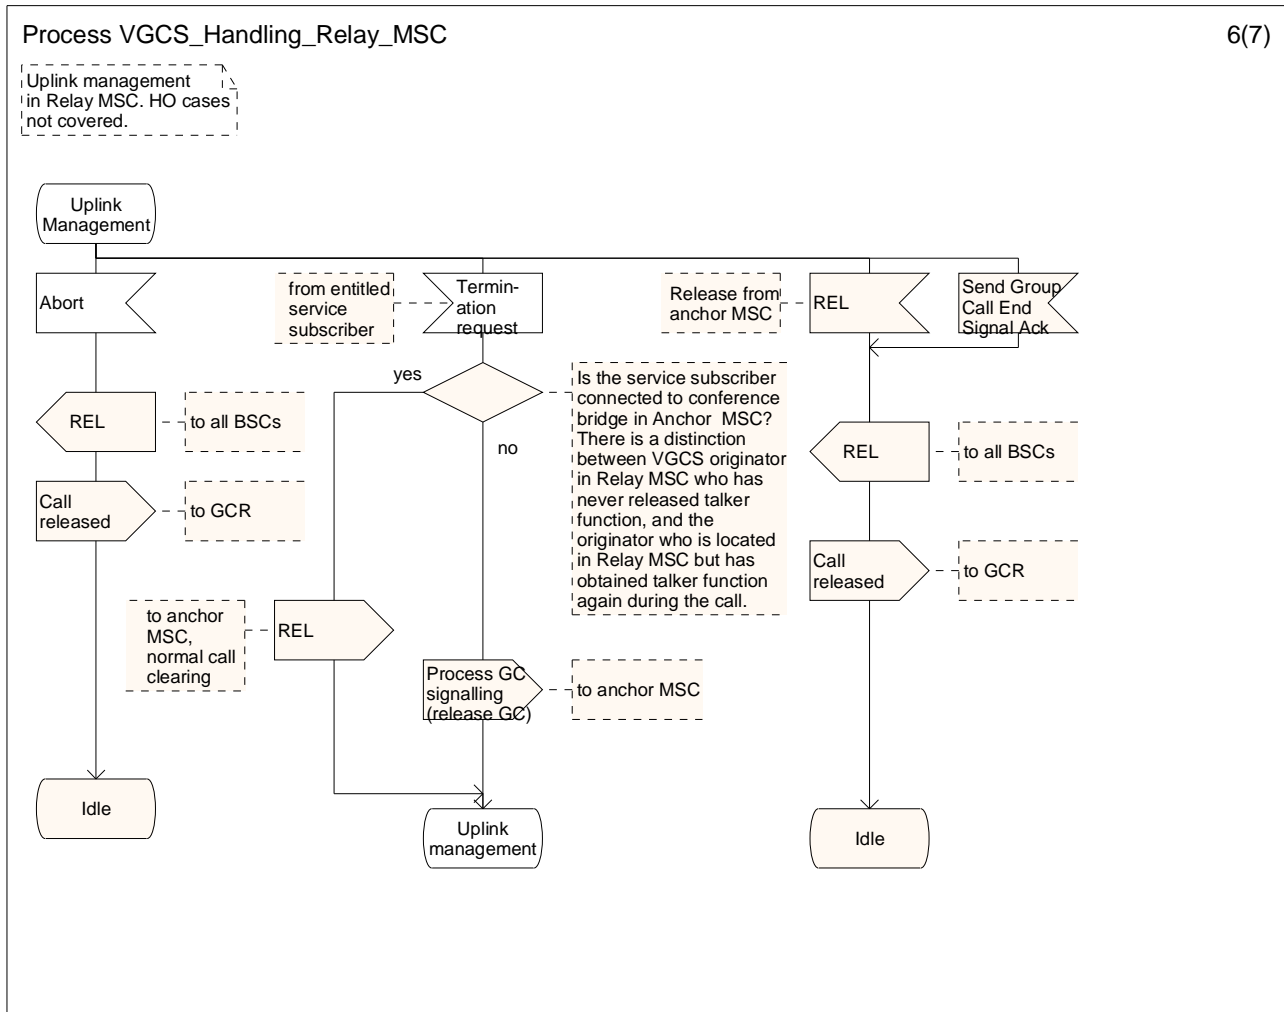 Process VGCS_Handling_Relay_MSC
6(7)
Uplink management
in Relay MSC. HO cases
not covered.
Uplink
Management
Abort
from entitled
service
subscriber
Termin-
ation
request
Release from
anchor MSC
REL
Send Group
Call End
Signal Ack
yes
no
Is the service subscriber
connected to conference
bridge in Anchor  MSC?
There is a distinction
between VGCS originator
in Relay MSC who has
never released talker
function, and the
originator who is located
in Relay MSC but has
obtained talker function
again during the call.
REL
to all BSCs
REL
to all BSCs
Call
released
to GCR
Call
released
to GCR
to anchor
MSC,
normal call
clearing
REL
Process GC
signalling
(release GC)
to anchor MSC
Idle
Uplink
management
Idle